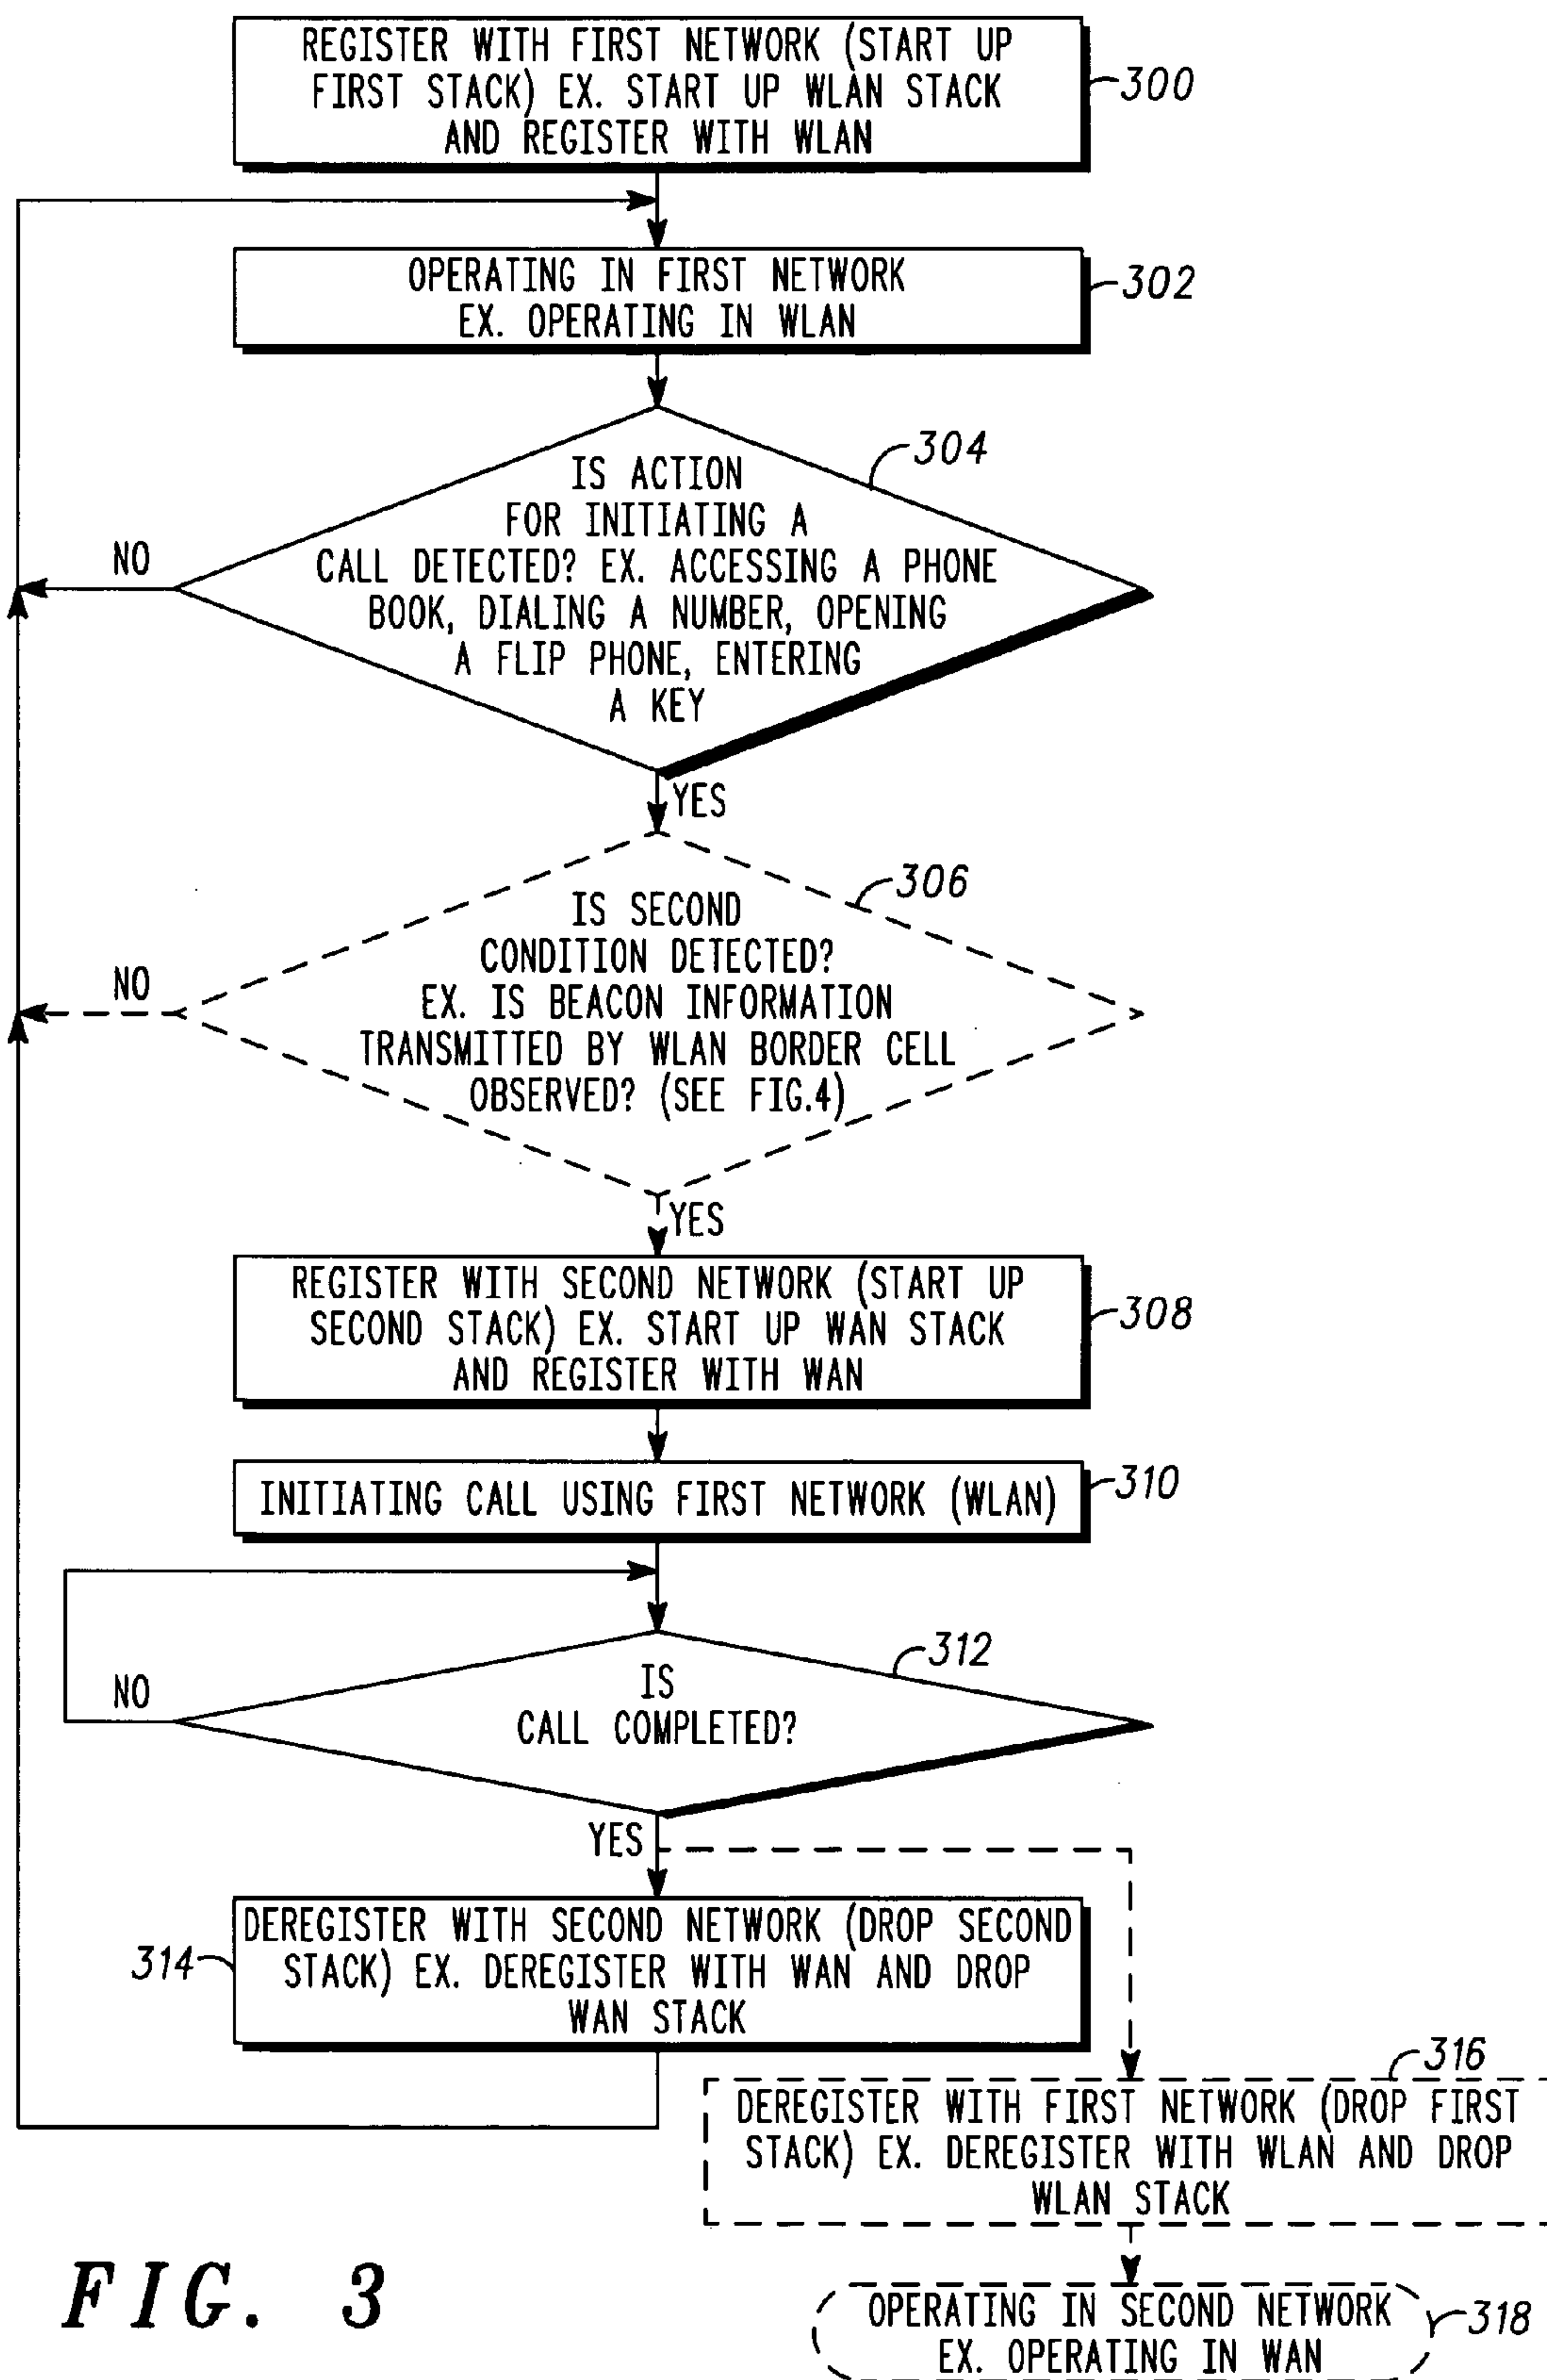 REGISTER WITH FIRST NETWORK (START UP
FIRST STACK) EX. START UP WLAN STACK
AND REGISTER WITH WLAN
300
OPERATING IN FIRST NETWORK
EX. OPERATING IN WLAN
302
304
IS ACTION
FOR INITIATING A
CALL DETECTED? EX. ACCESSING A PHONE
BOOK, DIALING A NUMBER, OPENING
A FLIP PHONE, ENTERING
A KEY
NO
YES
306
IS SECOND
CONDITION DETECTED?
EX. IS BEACON INFORMATION
TRANSMITTED BY WLAN BORDER CELL
OBSERVED? (SEE FIG.4)
NO
YES
REGISTER WITH SECOND NETWORK (START UP
SECOND STACK) EX. START UP WAN STACK
AND REGISTER WITH WAN
308
INITIATING CALL USING FIRST NETWORK (WLAN)
310
312
IS
CALL COMPLETED?
NO
YES
DEREGISTER WITH SECOND NETWORK (DROP SECOND
STACK) EX. DEREGISTER WITH WAN AND DROP
WAN STACK
314
316
DEREGISTER WITH FIRST NETWORK (DROP FIRST
STACK) EX. DEREGISTER WITH WLAN AND DROP
WLAN STACK
OPERATING IN SECOND NETWORK
EX. OPERATING IN WAN
318
FIG. 3